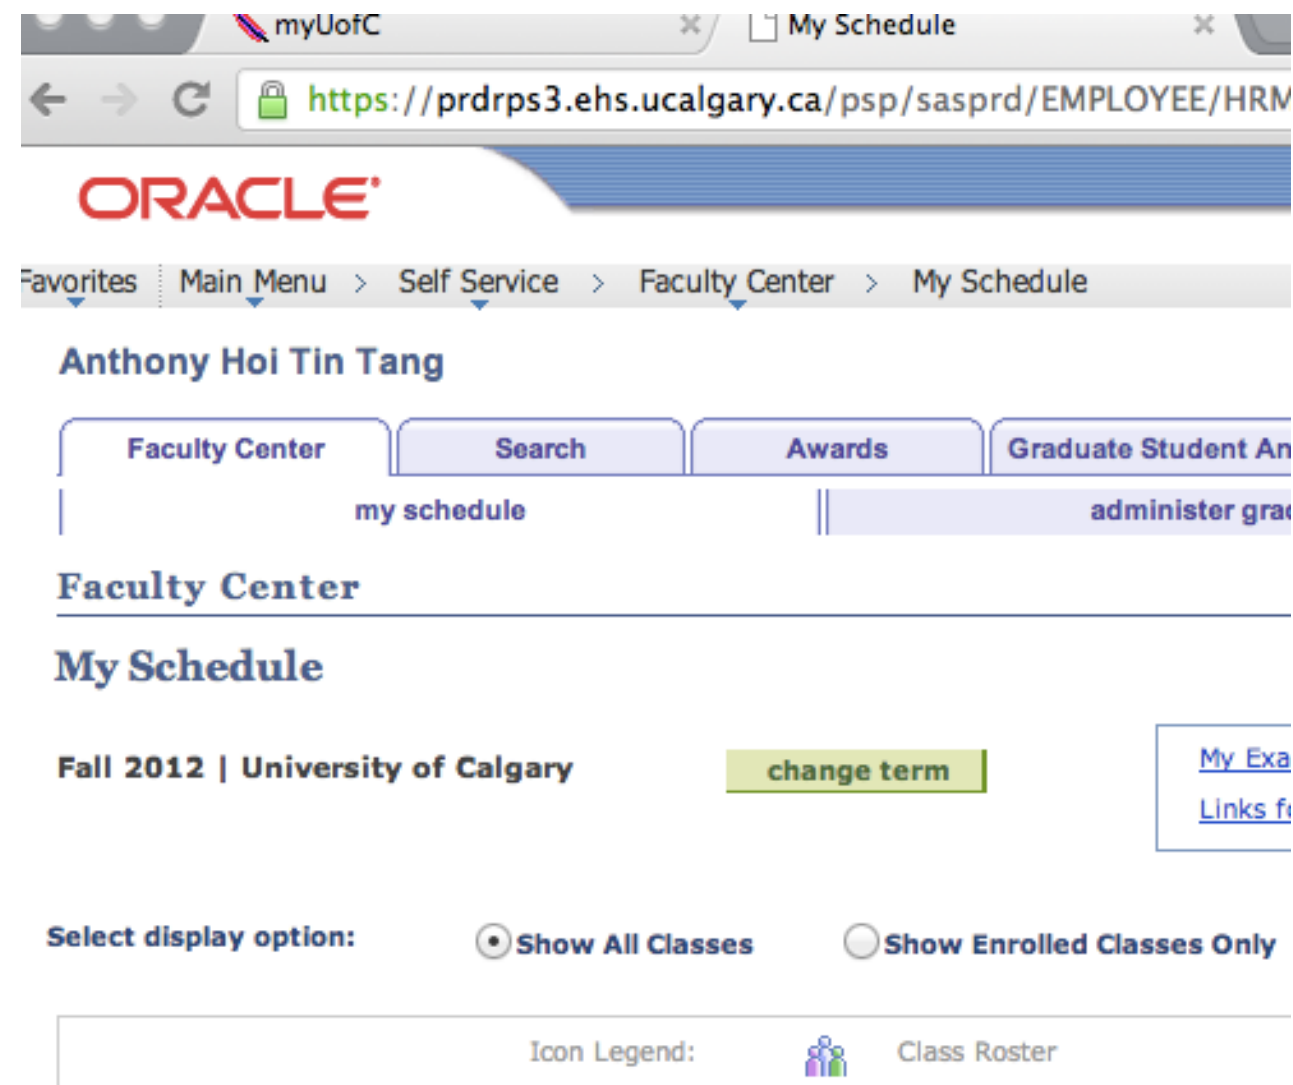 myUofC My Schedule
https://prdrps3.ehs.ucalgary.ca/psp/sasprd/EMPLOYEE/HRM
ORACLE
Favorites Main Menu > Self Service > Faculty Center > My Schedule
Anthony Hoi Tin Tang
Faculty Center Search Awards Graduate Student An
my schedule administer grad
Faculty Center
My Schedule
Fall 2012 | University of Calgary change term My Exa
Links fo
Select display option: Show All Classes Show Enrolled Classes Only
Icon Legend: Class Roster